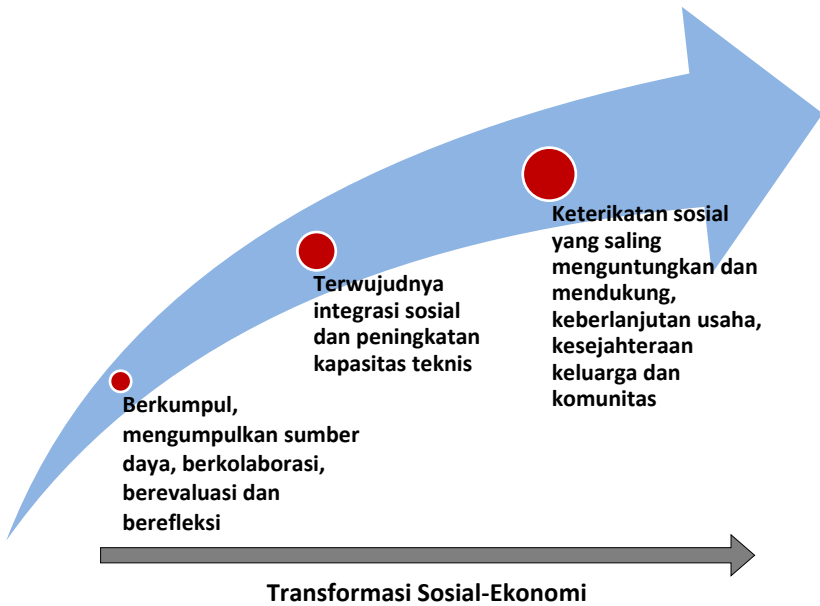 Berkumpul,
mengumpulkan sumber
daya, berkolaborasi,
berevaluasi dan
berefleksi
Terwujudnya
integrasi sosial
dan peningkatan
kapasitas teknis
Keterikatan sosial
yang saling
menguntungkan dan
mendukung,
keberlanjutan usaha,
kesejahteraan
keluarga dan
komunitas
Transformasi Sosial-Ekonomi